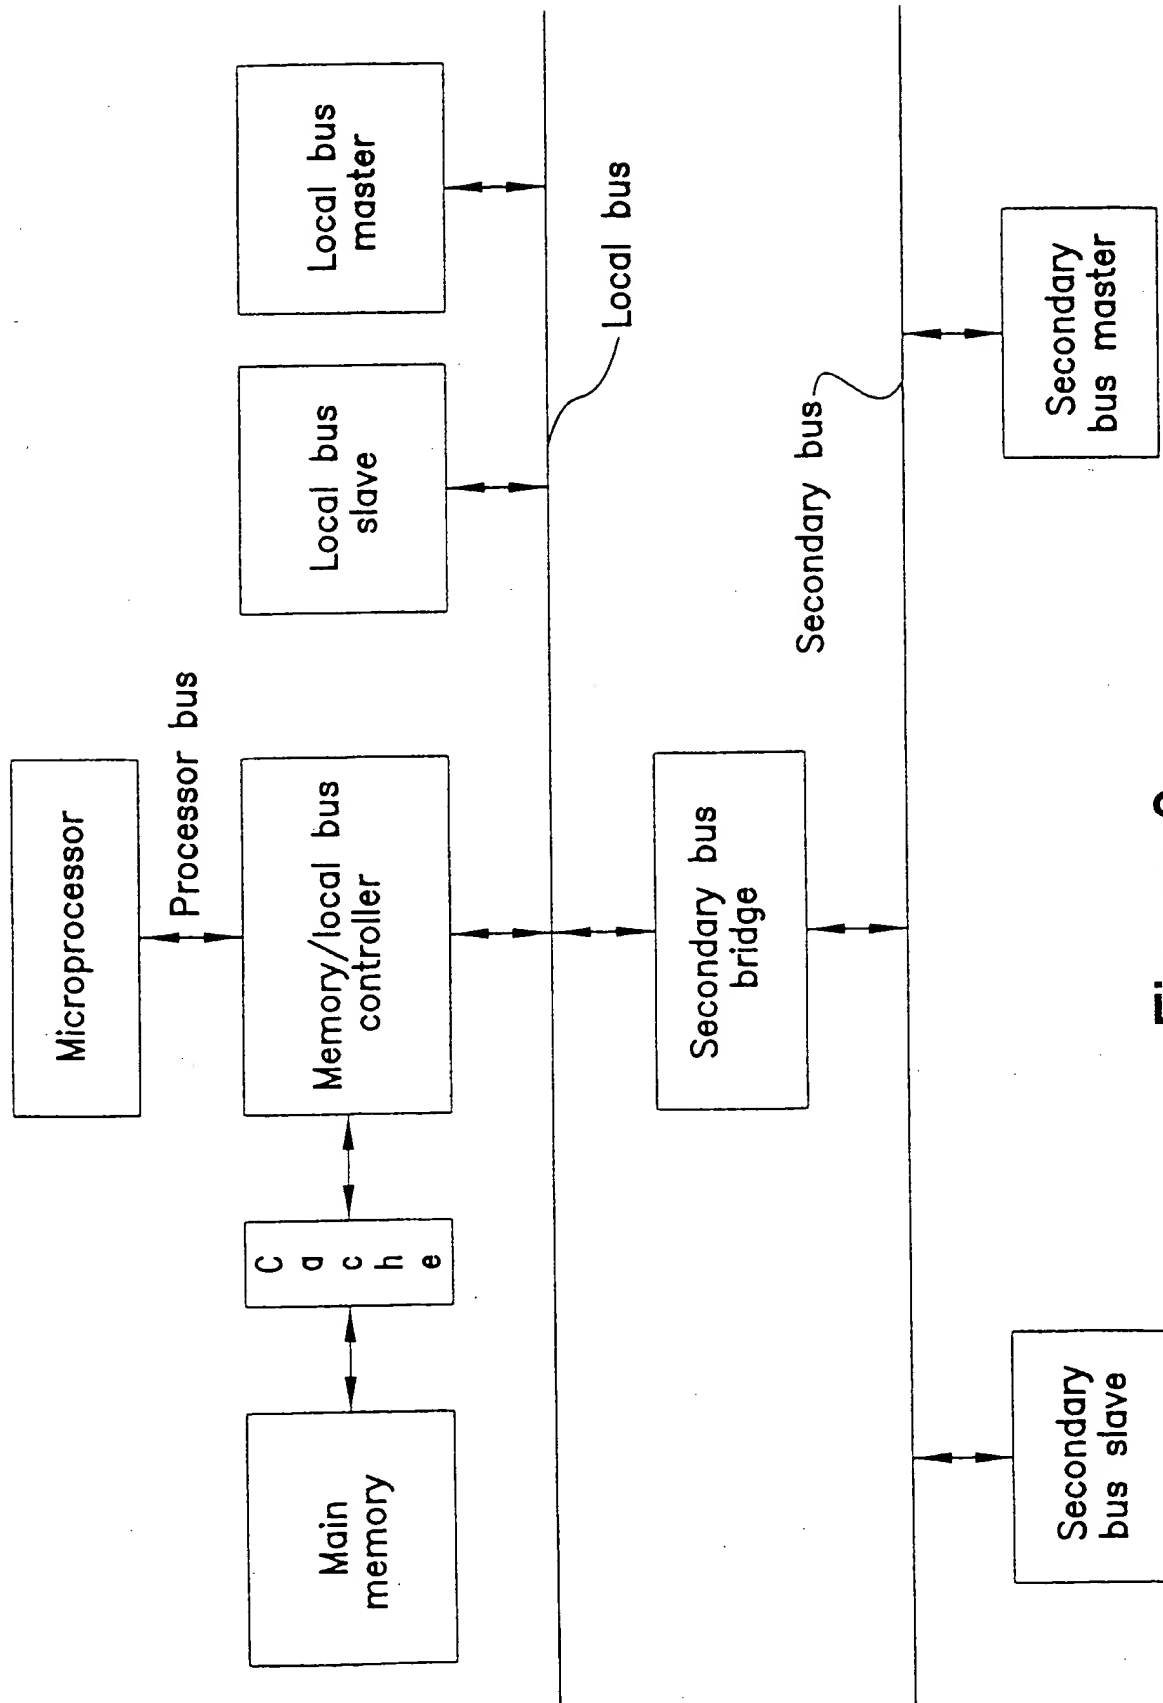 Microprocessor
Processor bus
Main
memory
C
a
c
h
e
Memory/local bus
controller
Local bus
slave
Local bus
master
Local bus
Secondary bus
bridge
Secondary bus
Secondary
bus slave
Secondary
bus master